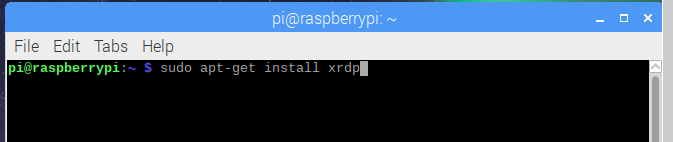 pi@raspberrypi: ~
File Edit Tabs Help
pi@raspberrypi:~ $ sudo apt-get install xrdp